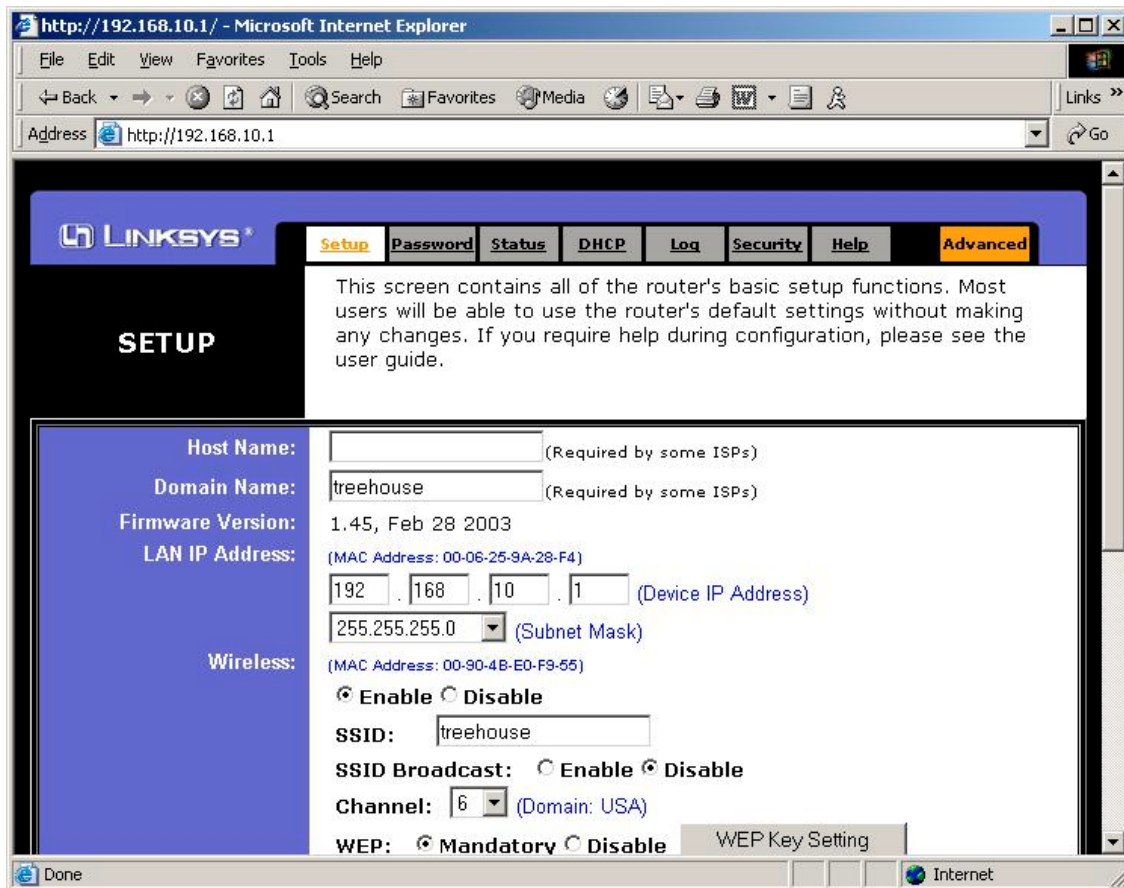 http://192.168.10.1/ - Microsoft Internet Explorer
File Edit View Favorites Tools Help
Back Search Favorites Media Links »
Address http://192.168.10.1 Go
LINKSYS®
Setup Password Status DHCP Log Security Help Advanced
SETUP
This screen contains all of the router's basic setup functions. Most
users will be able to use the router's default settings without making
any changes. If you require help during configuration, please see the
user guide.
Host Name: (Required by some ISPs)
Domain Name: treehouse (Required by some ISPs)
Firmware Version: 1.45, Feb 28 2003
LAN IP Address: (MAC Address: 00-06-25-9A-28-F4)
192 . 168 . 10 . 1 (Device IP Address)
255.255.255.0 (Subnet Mask)
Wireless: (MAC Address: 00-90-4B-E0-F9-55)
Enable Disable
SSID: treehouse
SSID Broadcast: Enable Disable
Channel: 6 (Domain: USA)
WEP: Mandatory Disable WEP Key Setting
Done Internet